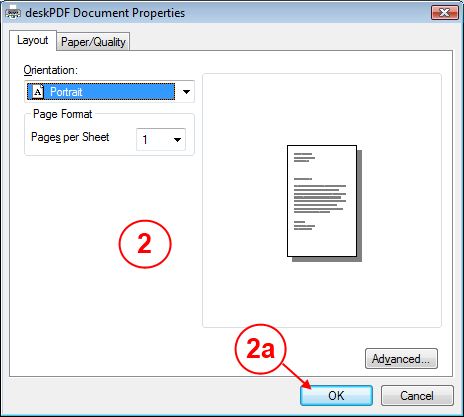 deskPDF Document Properties
Layout
Paper/Quality
Orientation:
A
Portrait
Page Format
Pages per Sheet
1
2
2a
Advanced...
OK
Cancel